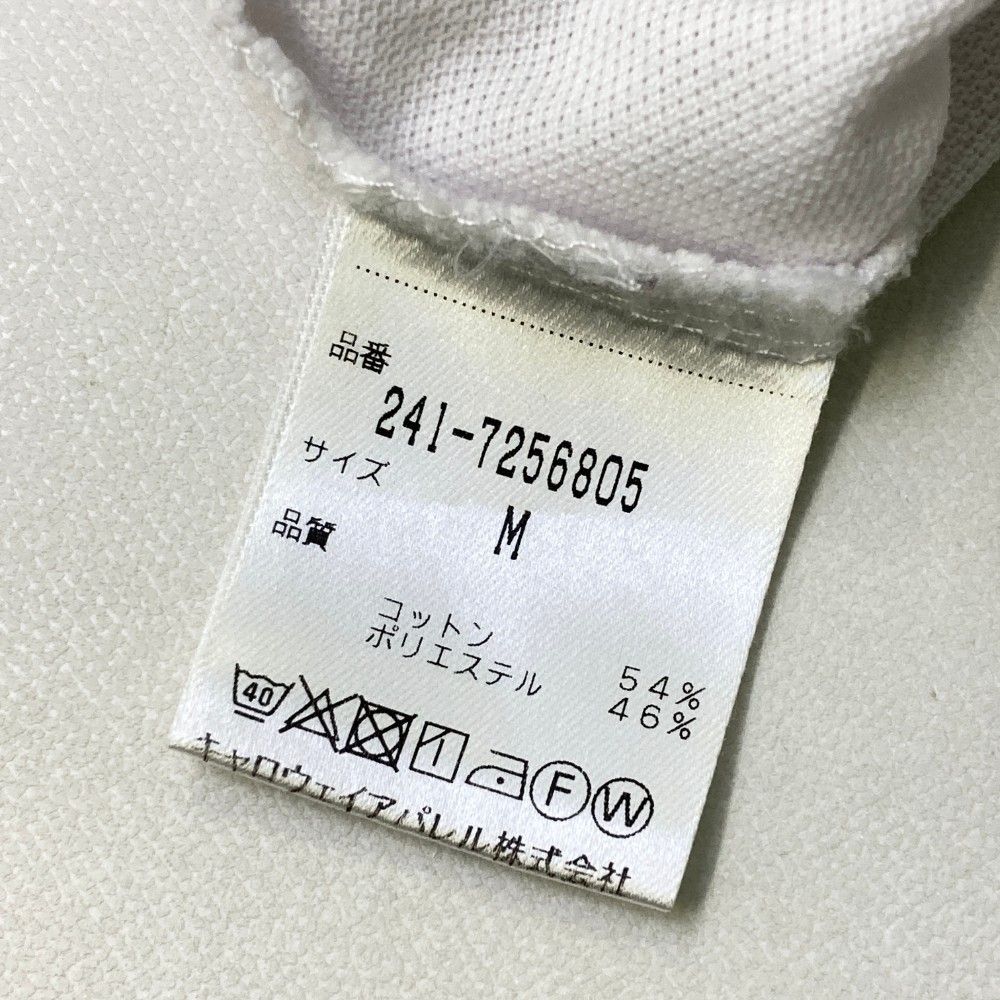 品番
241-7256805
サイズ
M
品質
コットン 54%
ポリエステル 46%
40 F W
キャロウェイアパレル株式会社